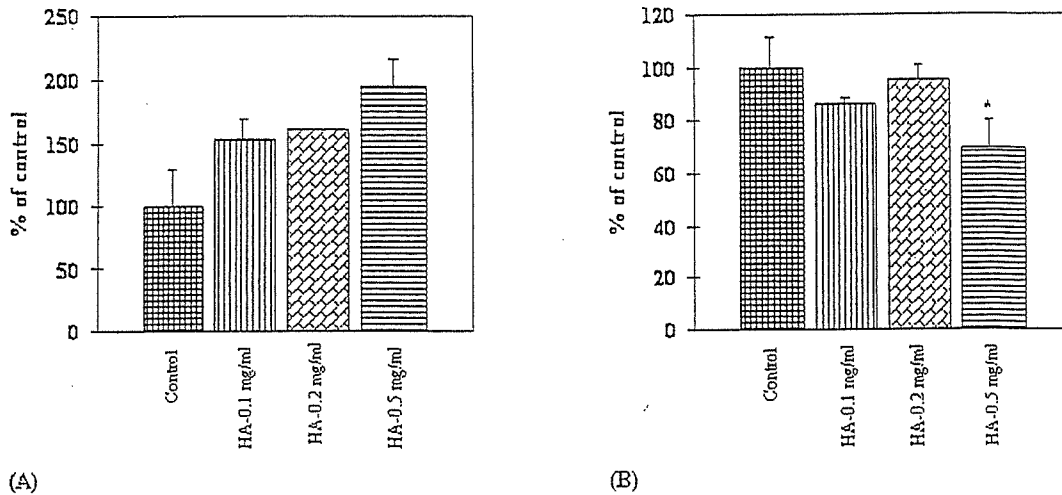 250
200
150
100
50
0
% of control
Control
HA-0.1 mg/ml
HA-0.2 mg/ml
HA-0.5 mg/ml
(A)
120
100
80
60
40
20
0
% of control
*
Control
HA-0.1 mg/ml
HA-0.2 mg/ml
HA-0.5 mg/ml
(B)